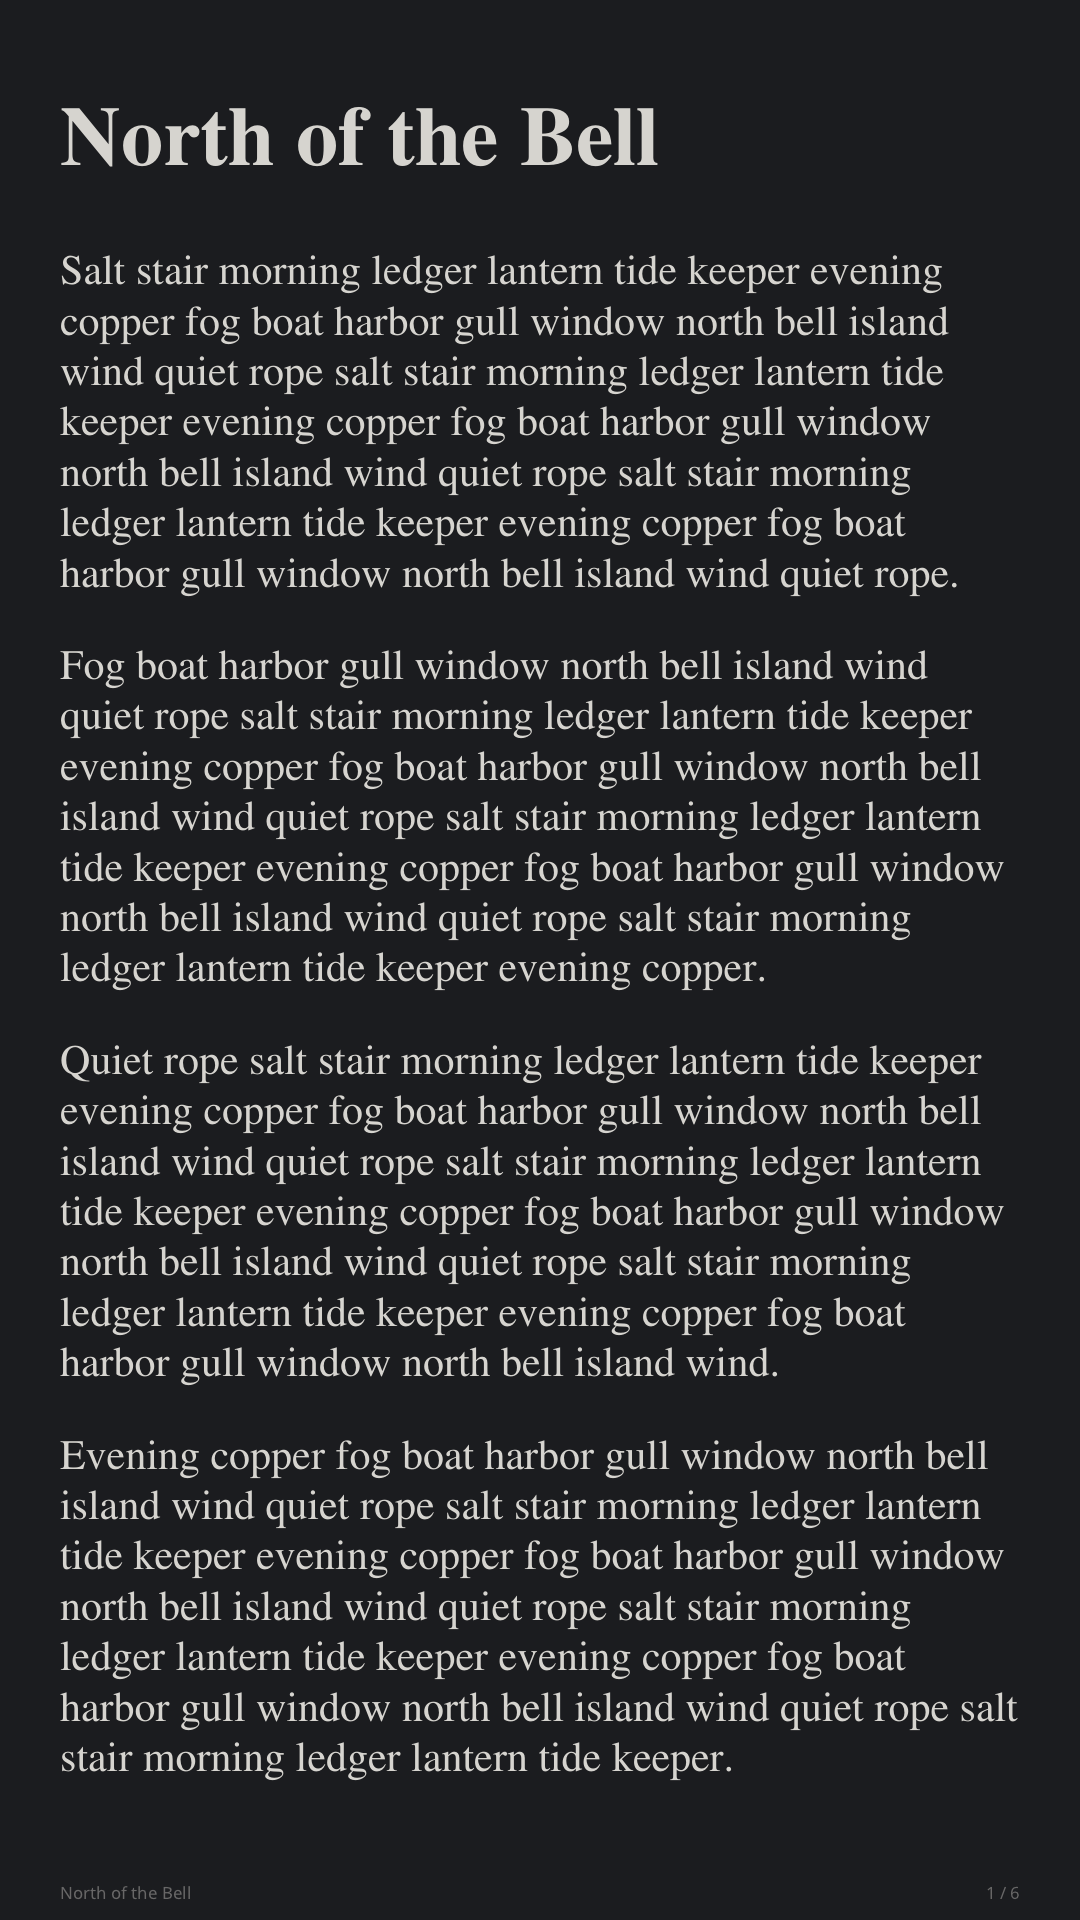 North of the Bell
Salt stair morning ledger lantern tide keeper evening
copper fog boat harbor gull window north bell island
wind quiet rope salt stair morning ledger lantern tide
keeper evening copper fog boat harbor gull window
north bell island wind quiet rope salt stair morning
ledger lantern tide keeper evening copper fog boat
harbor gull window north bell island wind quiet rope.
Fog boat harbor gull window north bell island wind
quiet rope salt stair morning ledger lantern tide keeper
evening copper fog boat harbor gull window north bell
island wind quiet rope salt stair morning ledger lantern
tide keeper evening copper fog boat harbor gull window
north bell island wind quiet rope salt stair morning
ledger lantern tide keeper evening copper.
Quiet rope salt stair morning ledger lantern tide keeper
evening copper fog boat harbor gull window north bell
island wind quiet rope salt stair morning ledger lantern
tide keeper evening copper fog boat harbor gull window
north bell island wind quiet rope salt stair morning
ledger lantern tide keeper evening copper fog boat
harbor gull window north bell island wind.
Evening copper fog boat harbor gull window north bell
island wind quiet rope salt stair morning ledger lantern
tide keeper evening copper fog boat harbor gull window
north bell island wind quiet rope salt stair morning
ledger lantern tide keeper evening copper fog boat
harbor gull window north bell island wind quiet rope salt
stair morning ledger lantern tide keeper.
North of the Bell
1 / 6